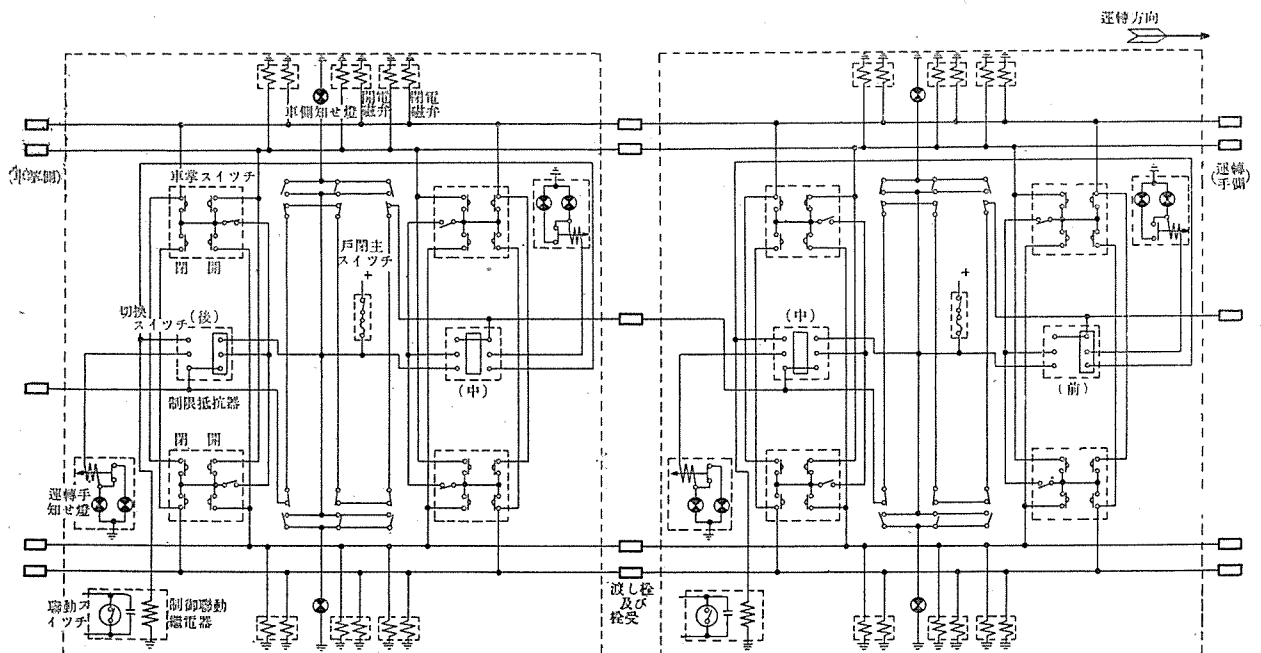 運轉方向
車側知せ燈
開電
磁弁
閉電
磁弁
(車掌側)
車掌スイツチ
運轉
手側
閉 開
戸閉主
スイツチ
+
+
切換
スイツチ
(後)
(中)
(中)
(前)
制限抵抗器
閉 開
運轉手
知せ燈
聯動ス
イツチ
制御聯動
繼電器
渡し栓
及び
栓受